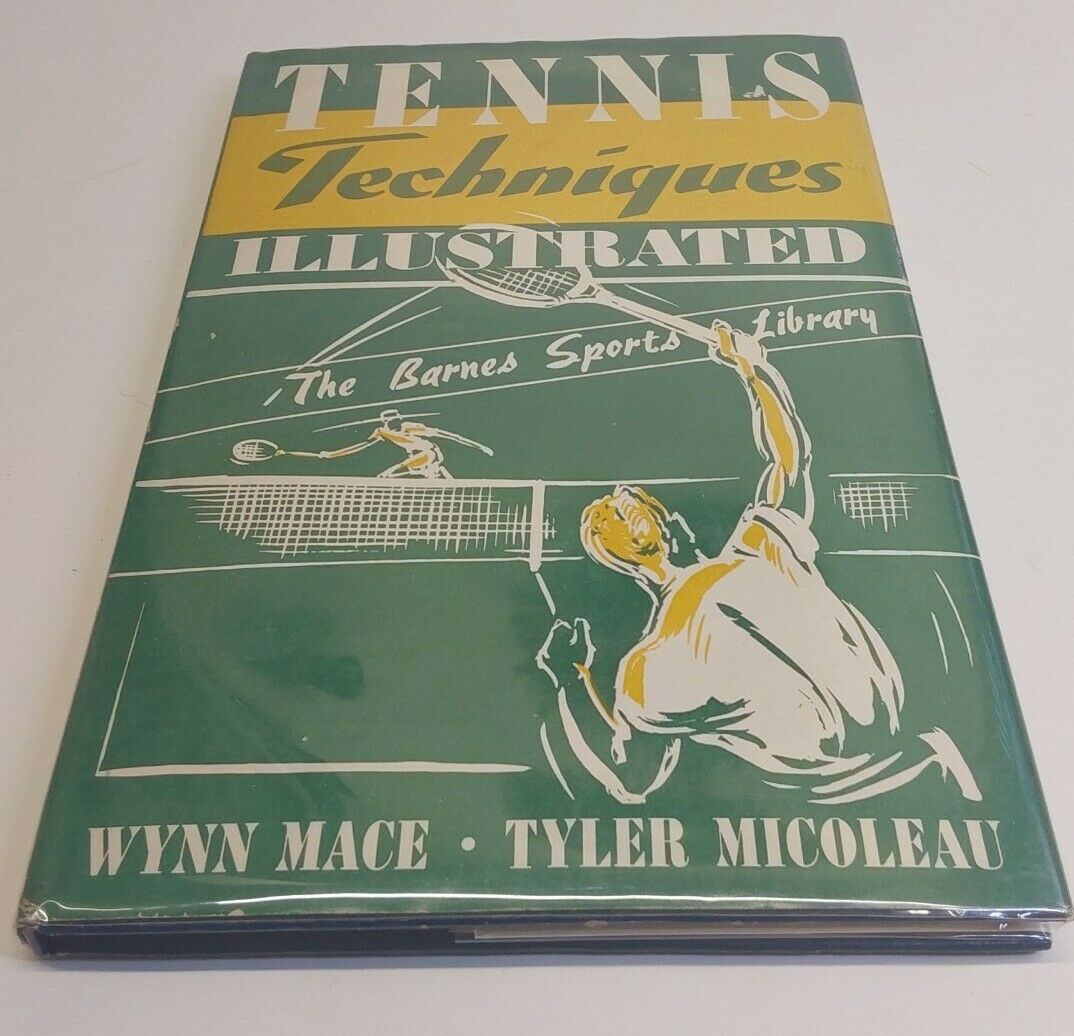 TENNIS
Techniques
ILLUSTRATED
The Barnes Sports Library
WYNN MACE • TYLER MICOLEAU